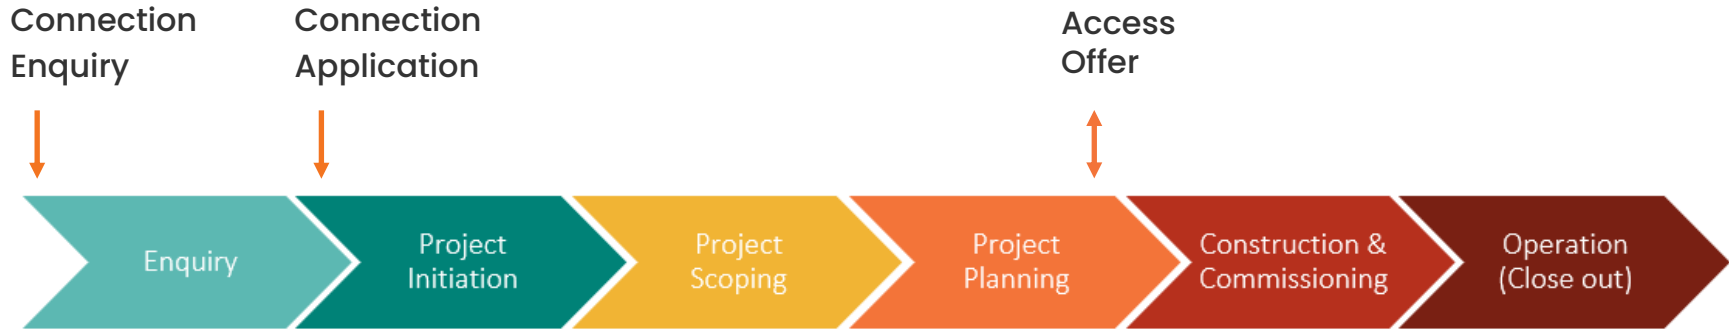 Connection
Enquiry
Connection
Application
Access
Offer
Enquiry
Project
Initiation
Project
Scoping
Project
Planning
Construction &
Commissioning
Operation
(Close out)